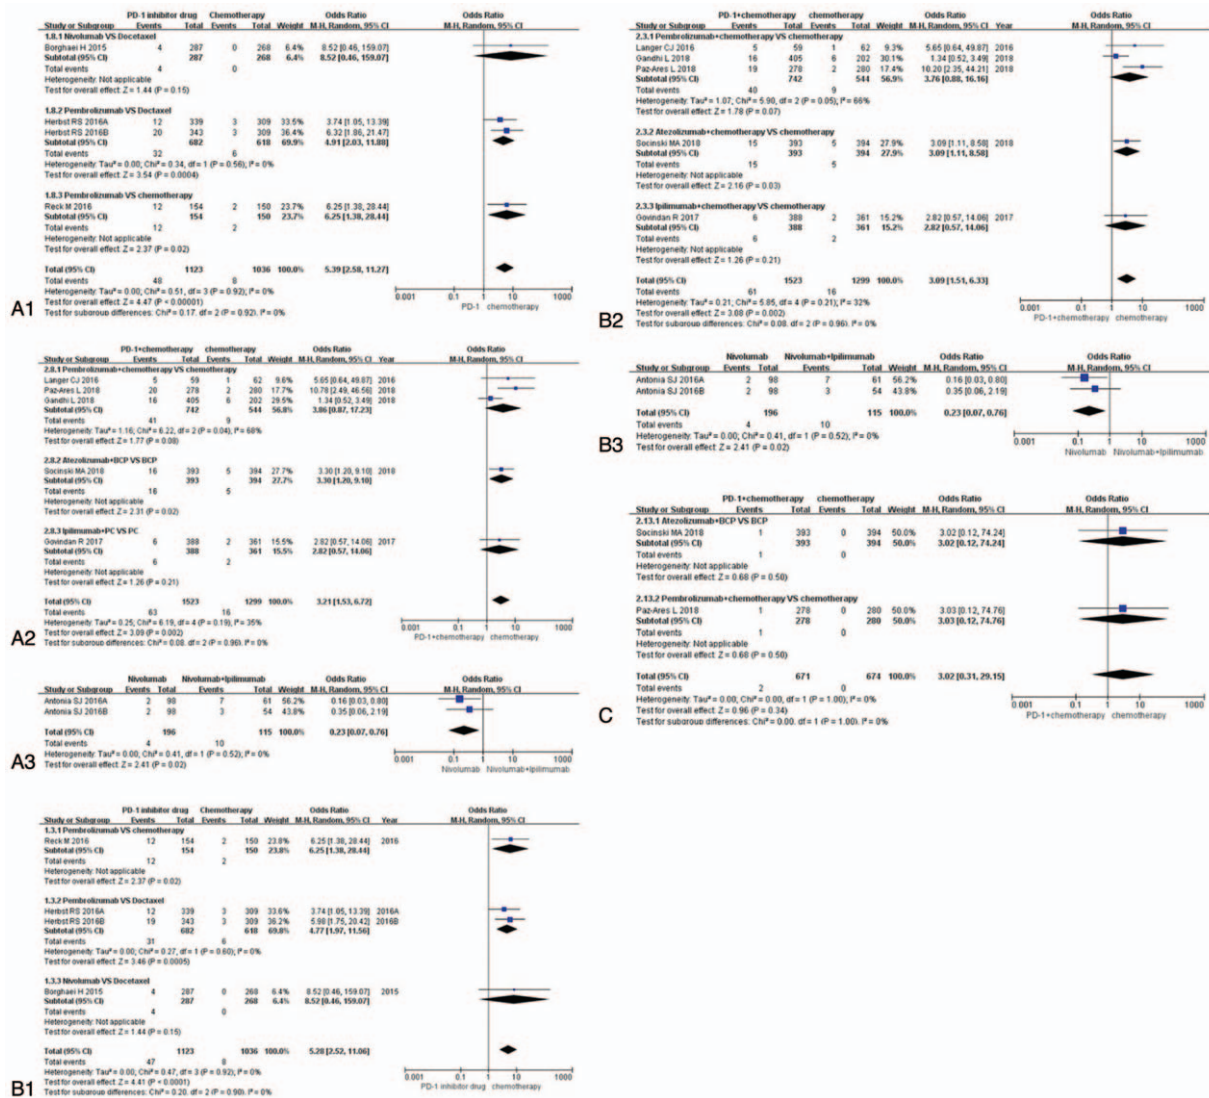 PD-1 inhibitor drug Chemotherapy Odds Ratio Odds Ratio
Study or Subgroup Events Total Events Total Weight M-H, Random, 95% CI M-H, Random, 95% CI
1.8.1 Nivolumab VS Docetaxel
Borghaei H 2015 4 287 0 268 6.4% 8.52 [0.46, 159.07]
Subtotal (95% CI) 287 268 6.4% 8.52 [0.46, 159.07]
Total events 4 0
Heterogeneity: Not applicable
Test for overall effect: Z = 1.44 (P = 0.15)
1.8.2 Pembrolizumab VS Doctaxel
Herbst RS 2016A 12 339 3 309 33.5% 3.74 [1.05, 13.39]
Herbst RS 2016B 20 343 3 309 36.4% 6.32 [1.86, 21.47]
Subtotal (95% CI) 682 618 69.9% 4.91 [2.03, 11.88]
Total events 32 6
Heterogeneity: Tau² = 0.00; Chi² = 0.34, df = 1 (P = 0.56); I² = 0%
Test for overall effect: Z = 3.54 (P = 0.0004)
1.8.3 Pembrolizumab VS chemotherapy
Reck M 2016 12 154 2 150 23.7% 6.25 [1.38, 28.44]
Subtotal (95% CI) 154 150 23.7% 6.25 [1.38, 28.44]
Total events 12 2
Heterogeneity: Not applicable
Test for overall effect: Z = 2.37 (P = 0.02)
Total (95% CI) 1123 1036 100.0% 5.39 [2.58, 11.27]
Total events 48 8
Heterogeneity: Tau² = 0.00; Chi² = 0.51, df = 3 (P = 0.92); I² = 0%
Test for overall effect: Z = 4.47 (P < 0.00001)
Test for subgroup differences: Chi² = 0.17, df = 2 (P = 0.92), I² = 0%
0.001 0.1 1 10 1000
PD-1 chemotherapy
A1
PD-1+chemotherapy chemotherapy Odds Ratio Odds Ratio
Study or Subgroup Events Total Events Total Weight M-H, Random, 95% CI Year M-H, Random, 95% CI
2.8.1 Pembrolizumab+chemotherapy VS chemotherapy
Langer CJ 2016 5 59 1 62 9.6% 5.65 [0.64, 49.87] 2016
Paz-Ares L 2018 20 278 2 280 17.7% 10.78 [2.49, 46.56] 2018
Gandhi L 2018 16 405 6 202 29.5% 1.34 [0.52, 3.49] 2018
Subtotal (95% CI) 742 544 56.8% 3.86 [0.87, 17.23]
Total events 41 9
Heterogeneity: Tau² = 1.16; Chi² = 6.22, df = 2 (P = 0.04); I² = 68%
Test for overall effect: Z = 1.77 (P = 0.08)
2.8.2 Atezolizumab+BCP VS BCP
Socinski MA 2018 16 393 5 394 27.7% 3.30 [1.20, 9.10] 2018
Subtotal (95% CI) 393 394 27.7% 3.30 [1.20, 9.10]
Total events 16 5
Heterogeneity: Not applicable
Test for overall effect: Z = 2.31 (P = 0.02)
2.8.3 Ipilimumab+PC VS PC
Govindan R 2017 6 388 2 361 15.5% 2.82 [0.57, 14.06] 2017
Subtotal (95% CI) 388 361 15.5% 2.82 [0.57, 14.06]
Total events 6 2
Heterogeneity: Not applicable
Test for overall effect: Z = 1.26 (P = 0.21)
Total (95% CI) 1523 1299 100.0% 3.21 [1.53, 6.72]
Total events 63 16
Heterogeneity: Tau² = 0.25; Chi² = 6.19, df = 4 (P = 0.19); I² = 35%
Test for overall effect: Z = 3.09 (P = 0.002)
Test for subgroup differences: Chi² = 0.08, df = 2 (P = 0.96), I² = 0%
0.001 0.1 1 10 1000
PD-1+chemotherapy chemotherapy
A2
Nivolumab Nivolumab+Ipilimumab Odds Ratio Odds Ratio
Study or Subgroup Events Total Events Total Weight M-H, Random, 95% CI M-H, Random, 95% CI
Antonia SJ 2016A 2 98 7 61 56.2% 0.16 [0.03, 0.80]
Antonia SJ 2016B 2 98 3 54 43.8% 0.35 [0.06, 2.19]
Total (95% CI) 196 115 100.0% 0.23 [0.07, 0.76]
Total events 4 10
Heterogeneity: Tau² = 0.00; Chi² = 0.41, df = 1 (P = 0.52); I² = 0%
Test for overall effect: Z = 2.41 (P = 0.02)
0.001 0.1 1 10 1000
Nivolumab Nivolumab+Ipilimumab
A3
PD-1 inhibitor drug Chemotherapy Odds Ratio Odds Ratio
Study or Subgroup Events Total Events Total Weight M-H, Random, 95% CI Year M-H, Random, 95% CI
1.3.1 Pembrolizumab VS chemotherapy
Reck M 2016 12 154 2 150 23.8% 6.25 [1.38, 28.44] 2016
Subtotal (95% CI) 154 150 23.8% 6.25 [1.38, 28.44]
Total events 12 2
Heterogeneity: Not applicable
Test for overall effect: Z = 2.37 (P = 0.02)
1.3.2 Pembrolizumab VS Doctaxel
Herbst RS 2016A 12 339 3 309 33.6% 3.74 [1.05, 13.39] 2016A
Herbst RS 2016B 19 343 3 309 36.2% 5.98 [1.75, 20.42] 2016B
Subtotal (95% CI) 682 618 69.8% 4.77 [1.97, 11.56]
Total events 31 6
Heterogeneity: Tau² = 0.00; Chi² = 0.27, df = 1 (P = 0.60); I² = 0%
Test for overall effect: Z = 3.46 (P = 0.0005)
1.3.3 Nivolumab VS Docetaxel
Borghaei H 2015 4 287 0 268 6.4% 8.52 [0.46, 159.07] 2015
Subtotal (95% CI) 287 268 6.4% 8.52 [0.46, 159.07]
Total events 4 0
Heterogeneity: Not applicable
Test for overall effect: Z = 1.44 (P = 0.15)
Total (95% CI) 1123 1036 100.0% 5.28 [2.52, 11.06]
Total events 47 8
Heterogeneity: Tau² = 0.00; Chi² = 0.47, df = 3 (P = 0.92); I² = 0%
Test for overall effect: Z = 4.41 (P < 0.0001)
Test for subgroup differences: Chi² = 0.20, df = 2 (P = 0.90), I² = 0%
0.001 0.1 1 10 1000
PD-1 inhibitor drug chemotherapy
B1
PD-1+chemotherapy chemotherapy Odds Ratio Odds Ratio
Study or Subgroup Events Total Events Total Weight M-H, Random, 95% CI Year M-H, Random, 95% CI
2.3.1 Pembrolizumab+chemotherapy VS chemotherapy
Langer CJ 2016 5 59 1 62 9.3% 5.65 [0.64, 49.87] 2016
Gandhi L 2018 16 405 6 202 30.1% 1.34 [0.52, 3.49] 2018
Paz-Ares L 2018 19 278 2 280 17.4% 10.20 [2.35, 44.21] 2018
Subtotal (95% CI) 742 544 56.9% 3.76 [0.88, 16.16]
Total events 40 9
Heterogeneity: Tau² = 1.07; Chi² = 5.90, df = 2 (P = 0.05); I² = 66%
Test for overall effect: Z = 1.78 (P = 0.07)
2.3.2 Atezolizumab+chemotherapy VS chemotherapy
Socinski MA 2018 15 393 5 394 27.9% 3.09 [1.11, 8.58] 2018
Subtotal (95% CI) 393 394 27.9% 3.09 [1.11, 8.58]
Total events 15 5
Heterogeneity: Not applicable
Test for overall effect: Z = 2.16 (P = 0.03)
2.3.3 Ipilimumab+chemotherapy VS chemotherapy
Govindan R 2017 6 388 2 361 15.2% 2.82 [0.57, 14.06] 2017
Subtotal (95% CI) 388 361 15.2% 2.82 [0.57, 14.06]
Total events 6 2
Heterogeneity: Not applicable
Test for overall effect: Z = 1.26 (P = 0.21)
Total (95% CI) 1523 1299 100.0% 3.09 [1.51, 6.33]
Total events 61 16
Heterogeneity: Tau² = 0.21; Chi² = 5.85, df = 4 (P = 0.21); I² = 32%
Test for overall effect: Z = 3.08 (P = 0.002)
Test for subgroup differences: Chi² = 0.08, df = 2 (P = 0.96), I² = 0%
0.001 0.1 1 10 1000
PD-1+chemotherapy chemotherapy
B2
Nivolumab Nivolumab+Ipilimumab Odds Ratio Odds Ratio
Study or Subgroup Events Total Events Total Weight M-H, Random, 95% CI M-H, Random, 95% CI
Antonia SJ 2016A 2 98 7 61 56.2% 0.16 [0.03, 0.80]
Antonia SJ 2016B 2 98 3 54 43.8% 0.35 [0.06, 2.19]
Total (95% CI) 196 115 100.0% 0.23 [0.07, 0.76]
Total events 4 10
Heterogeneity: Tau² = 0.00; Chi² = 0.41, df = 1 (P = 0.52); I² = 0%
Test for overall effect: Z = 2.41 (P = 0.02)
0.001 0.1 1 10 1000
Nivolumab Nivolumab+Ipilimumab
B3
PD-1+chemotherapy chemotherapy Odds Ratio Odds Ratio
Study or Subgroup Events Total Events Total Weight M-H, Random, 95% CI M-H, Random, 95% CI
2.13.1 Atezolizumab+BCP VS BCP
Socinski MA 2018 1 393 0 394 50.0% 3.02 [0.12, 74.24]
Subtotal (95% CI) 393 394 50.0% 3.02 [0.12, 74.24]
Total events 1 0
Heterogeneity: Not applicable
Test for overall effect: Z = 0.68 (P = 0.50)
2.13.2 Pembrolizumab+chemotherapy VS chemotherapy
Paz-Ares L 2018 1 278 0 280 50.0% 3.03 [0.12, 74.76]
Subtotal (95% CI) 278 280 50.0% 3.03 [0.12, 74.76]
Total events 1 0
Heterogeneity: Not applicable
Test for overall effect: Z = 0.68 (P = 0.50)
Total (95% CI) 671 674 100.0% 3.02 [0.31, 29.15]
Total events 2 0
Heterogeneity: Tau² = 0.00; Chi² = 0.00, df = 1 (P = 1.00); I² = 0%
Test for overall effect: Z = 0.96 (P = 0.34)
Test for subgroup differences: Chi² = 0.00, df = 1 (P = 1.00), I² = 0%
0.001 0.1 1 10 1000
PD-1+chemotherapy chemotherapy
C